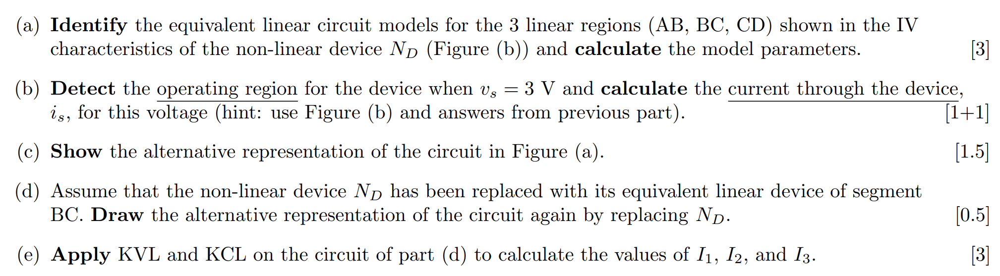 (a) Identify the equivalent linear circuit models for the 3 linear regions (AB, BC, CD) shown in the IV
characteristics of the non-linear device N_D (Figure (b)) and calculate the model parameters. [3]
(b) Detect the operating region for the device when v_s = 3 V and calculate the current through the device,
i_s, for this voltage (hint: use Figure (b) and answers from previous part). [1+1]
(c) Show the alternative representation of the circuit in Figure (a). [1.5]
(d) Assume that the non-linear device N_D has been replaced with its equivalent linear device of segment
BC. Draw the alternative representation of the circuit again by replacing N_D. [0.5]
(e) Apply KVL and KCL on the circuit of part (d) to calculate the values of I_1, I_2, and I_3. [3]